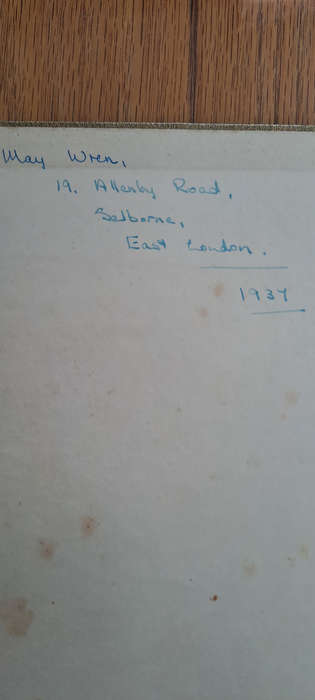 May Wren,
19. Allenby Road,
Selborne,
East London.
1937